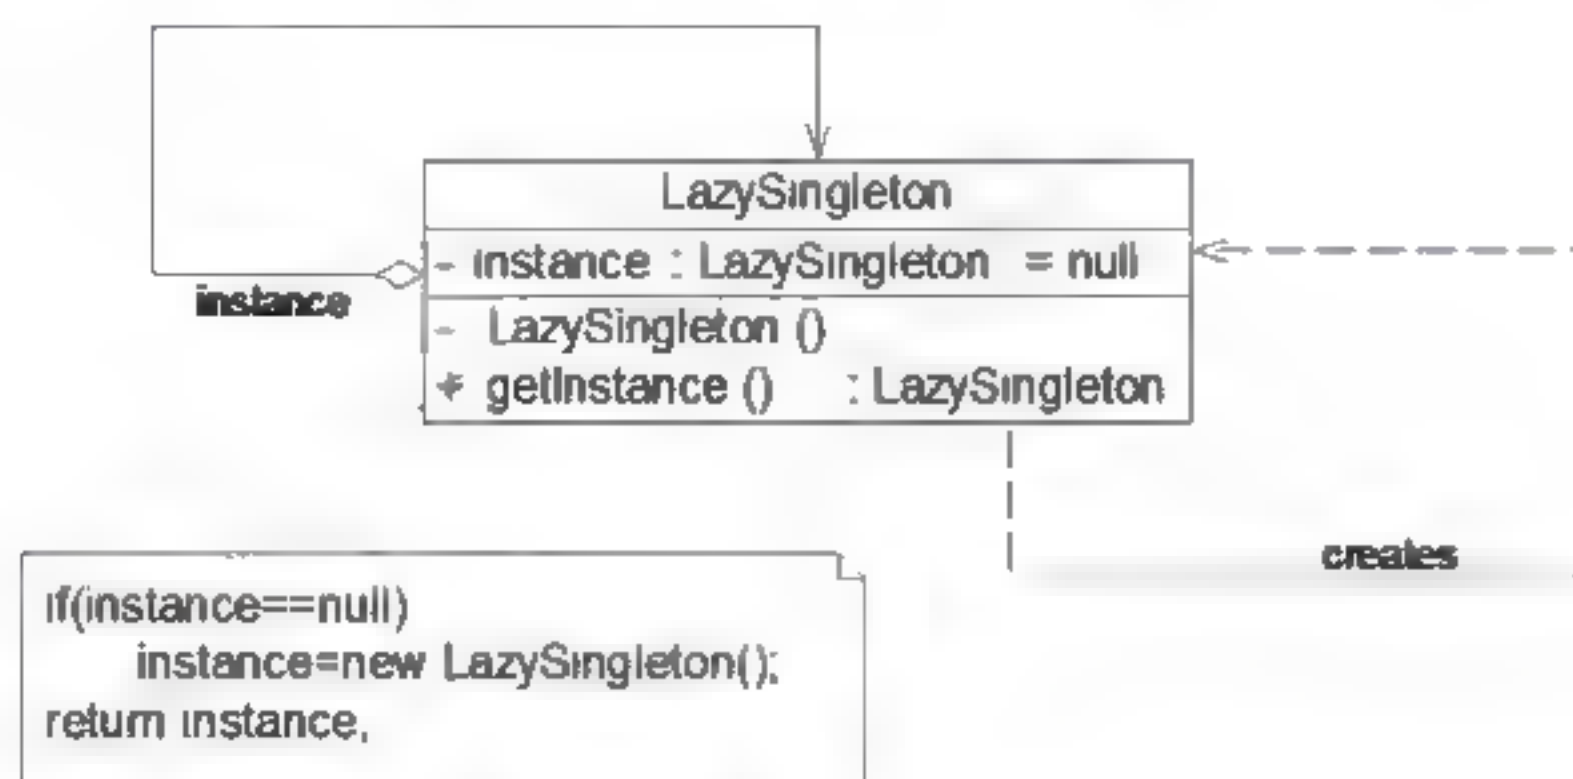 LazySingleton
- instance : LazySingleton = null
instance
- LazySingleton ()
+ getInstance () : LazySingleton
creates
if(instance==null)
instance=new LazySingleton();
return instance;